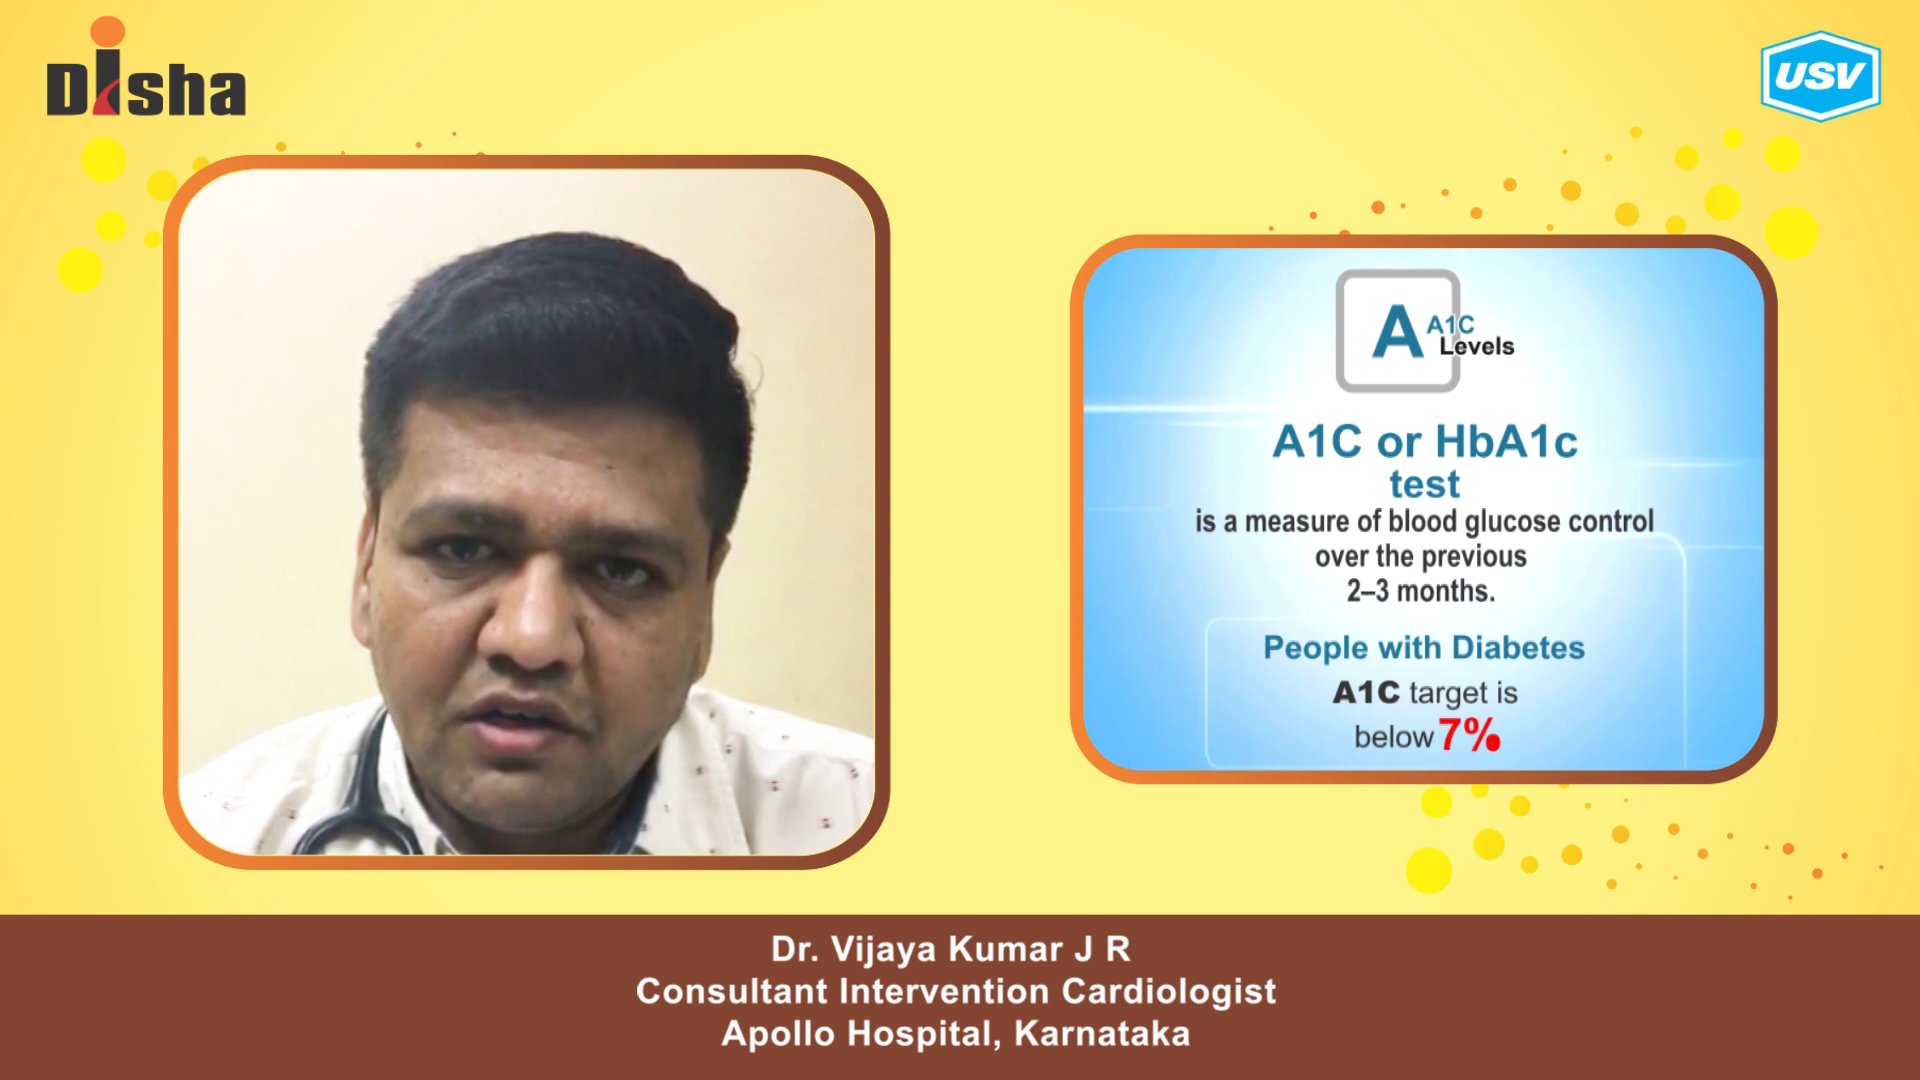 Disha
USV
A A1C
Levels
A1C or HbA1c
test
is a measure of blood glucose control
over the previous
2–3 months.
People with Diabetes
A1C target is
below 7%
Dr. Vijaya Kumar J R
Consultant Intervention Cardiologist
Apollo Hospital, Karnataka